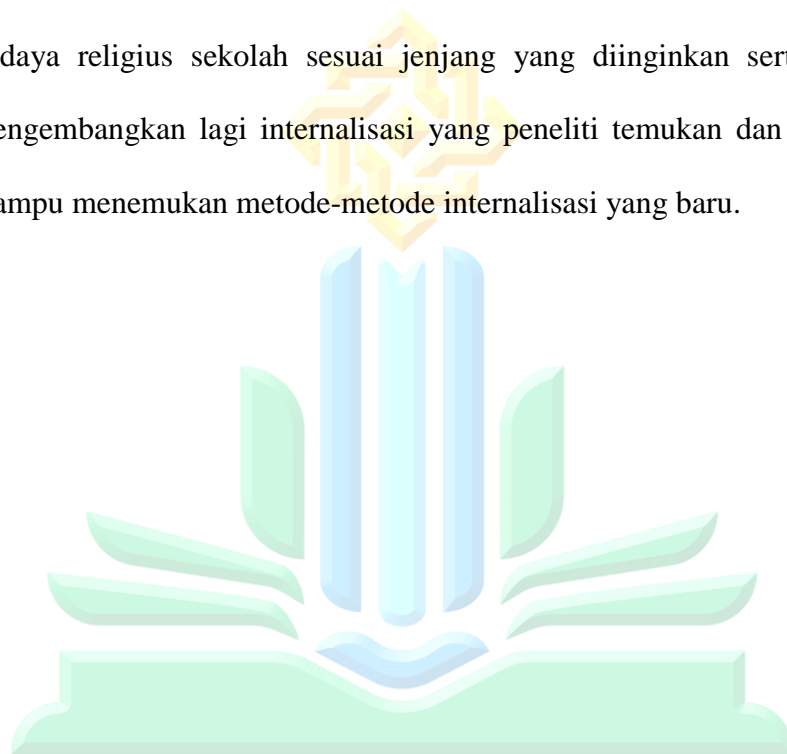 daya religius sekolah sesuai jenjang yang diinginkan
engembangkan lagi internalisasi yang peneliti temukan dan
ampu menemukan metode-metode internalisasi yang baru.